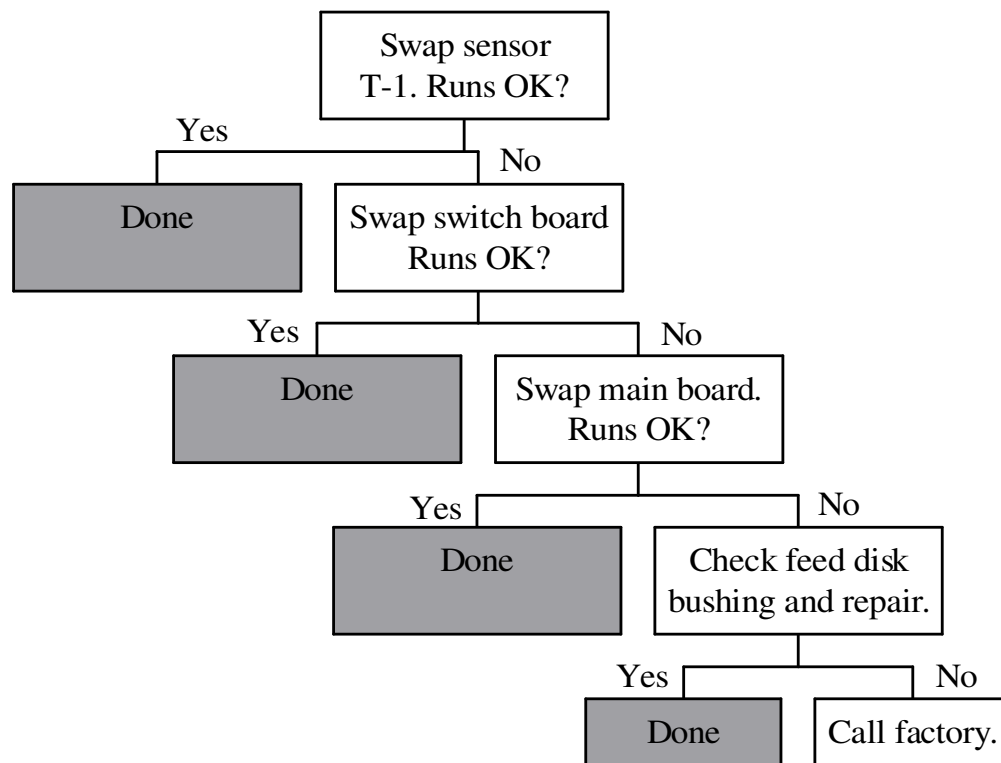 Swap sensor
T-1. Runs OK?
Yes
No
Done
Swap switch board
Runs OK?
Yes
No
Done
Swap main board.
Runs OK?
Yes
No
Done
Check feed disk
bushing and repair.
Yes
No
Done
Call factory.